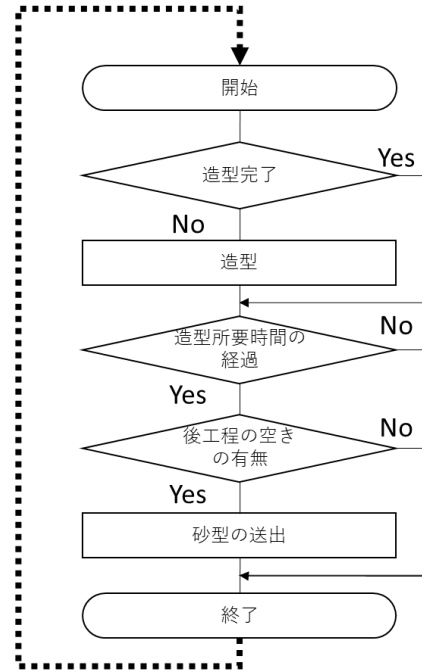 開始
造型完了
Yes
No
造型
造型所要時間の
経過
No
Yes
後工程の空き
の有無
No
Yes
砂型の送出
終了